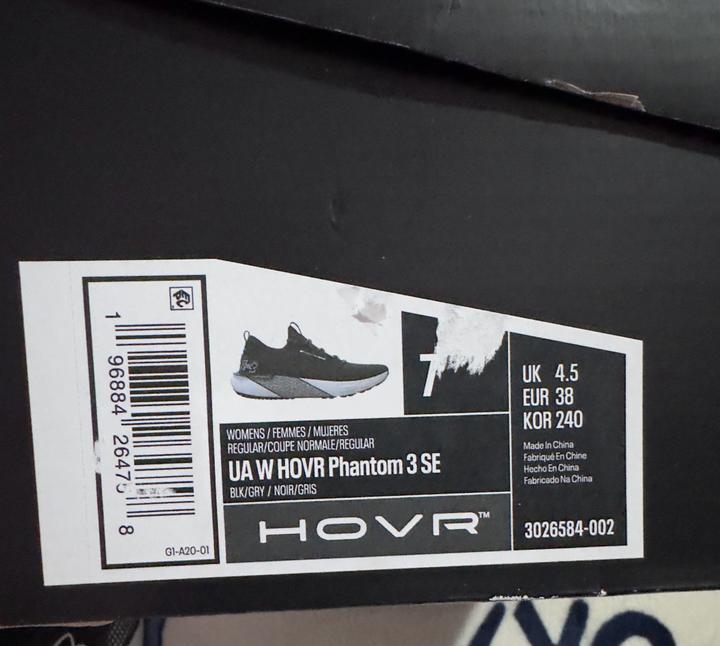 1 96884 26475 8
G1-A20-01
7
WOMENS / FEMMES / MUJERES
REGULAR/COUPE NORMALE/REGULAR
UA W HOVR Phantom 3 SE
BLK/GRY / NOIR/GRIS
HOVR™
UK 4.5
EUR 38
KOR 240
Made In China
Fabriqué En Chine
Hecho En China
Fabricado Na China
3026584-002